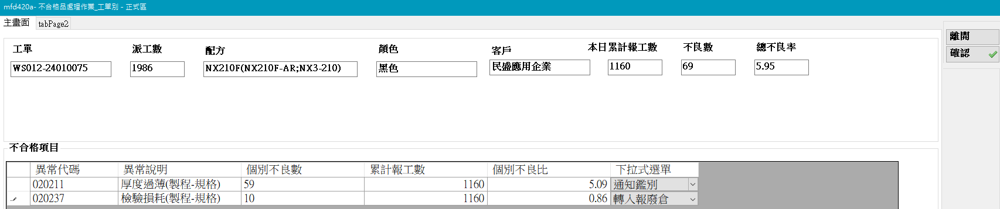 mfd420a- 不合格品處理作業_工單別 - 正式區
主畫面 tabPage2
離開
確認
工單 派工數 配方 顏色 客戶 本日累計報工數 不良數 總不良率
WS012-24010075 1986 NX210F(NX210F-AR;NX3-210) 黑色 民盛應用企業 1160 69 5.95
不合格項目
異常代碼 異常說明 個別不良數 累計報工數 個別不良比 下拉式選單
020211 厚度過薄(製程-規格) 59 1160 5.09 通知鑑別
020237 檢驗損耗(製程-規格) 10 1160 0.86 轉入報廢倉